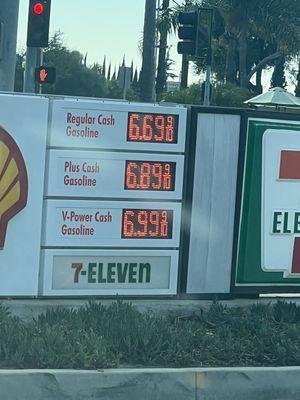 Regular Cash
Gasoline
6.69 9/10
Plus Cash
Gasoline
6.89 9/10
V-Power Cash
Gasoline
6.99 9/10
7-ELEVEN
ELE